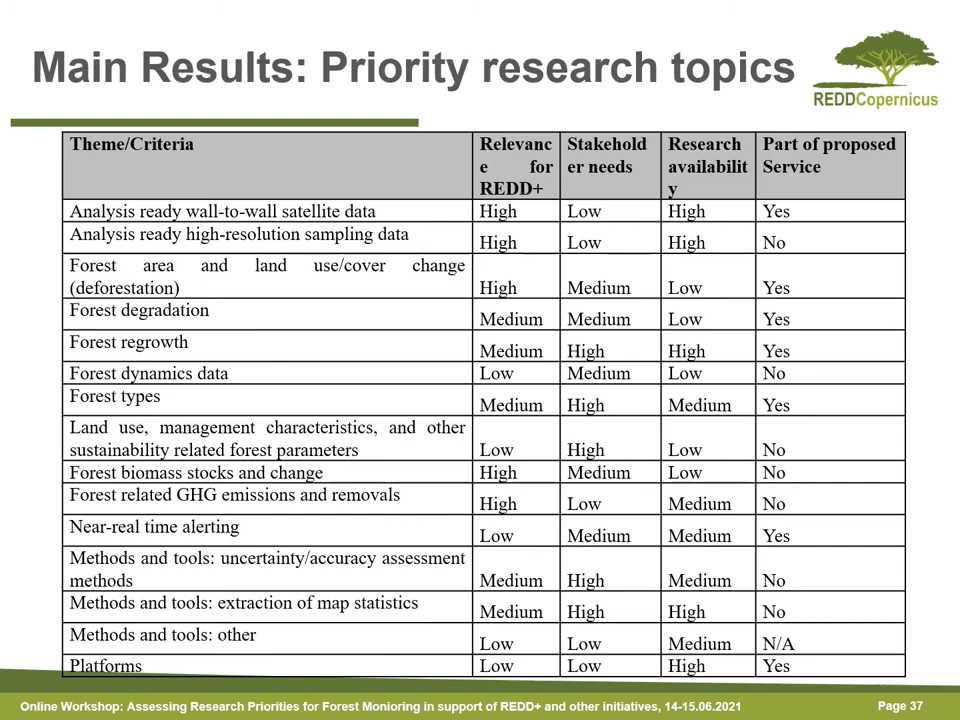 Main Results: Priority research topics
REDDCopernicus
Theme/Criteria Relevanc Stakehold Research Part of proposed
e for er needs availabilit Service
REDD+ y
Analysis ready wall-to-wall satellite data High Low High Yes
Analysis ready high-resolution sampling data High Low High No
Forest area and land use/cover change
(deforestation) High Medium Low Yes
Forest degradation Medium Medium Low Yes
Forest regrowth Medium High High Yes
Forest dynamics data Low Medium Low No
Forest types Medium High Medium Yes
Land use, management characteristics, and other
sustainability related forest parameters Low High Low No
Forest biomass stocks and change High Medium Low No
Forest related GHG emissions and removals High Low Medium No
Near-real time alerting Low Medium Medium Yes
Methods and tools: uncertainty/accuracy assessment
methods Medium High Medium No
Methods and tools: extraction of map statistics Medium High High No
Methods and tools: other Low Low Medium N/A
Platforms Low Low High Yes
Online Workshop: Assessing Research Priorities for Forest Monioring in support of REDD+ and other initiatives, 14-15.06.2021 Page 37